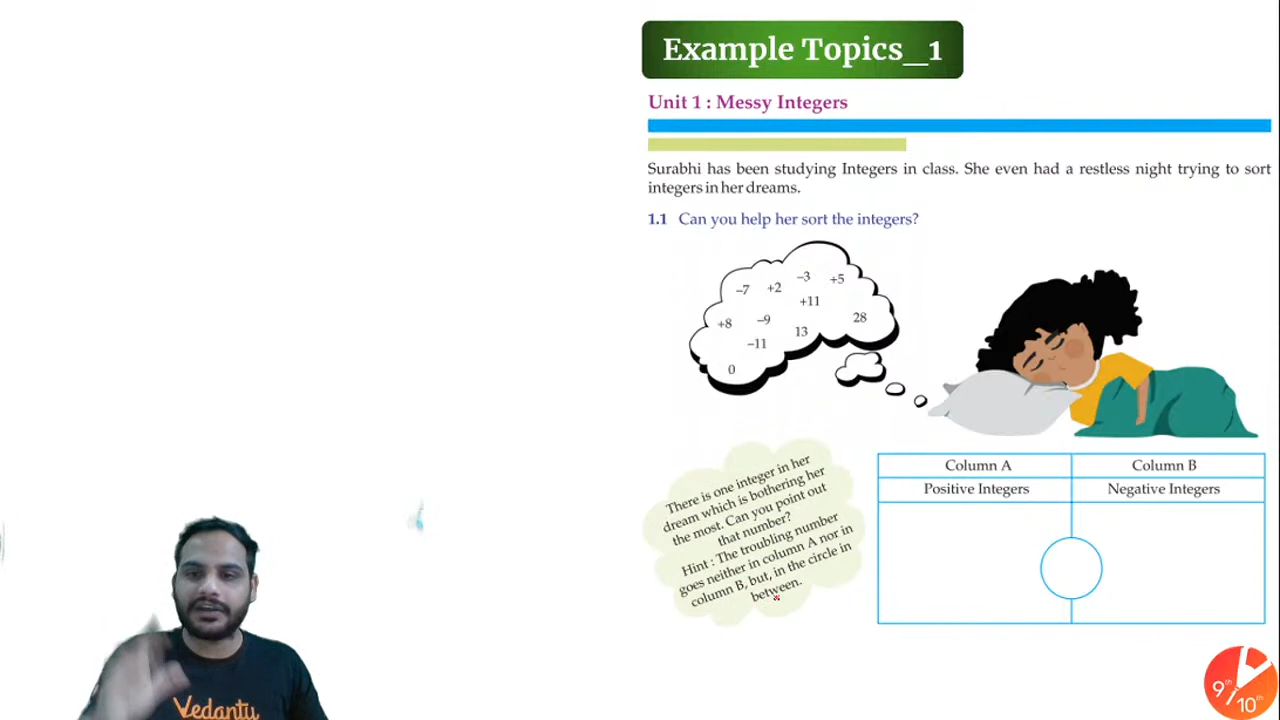 Example Topics_1
Unit 1 : Messy Integers
Surabhi has been studying Integers in class. She even had a restless night trying to sort
integers in her dreams.
1.1 Can you help her sort the integers?
–3 +5
–7 +2
+11
+8 –9 28
13
–11
0
There is one integer in her
dream which is bothering her
the most. Can you point out
that number?
Hint : The troubling number
goes neither in column A nor in
column B, but, in the circle in
between.
Column A Column B
Positive Integers Negative Integers
Vedantu
9th/10th